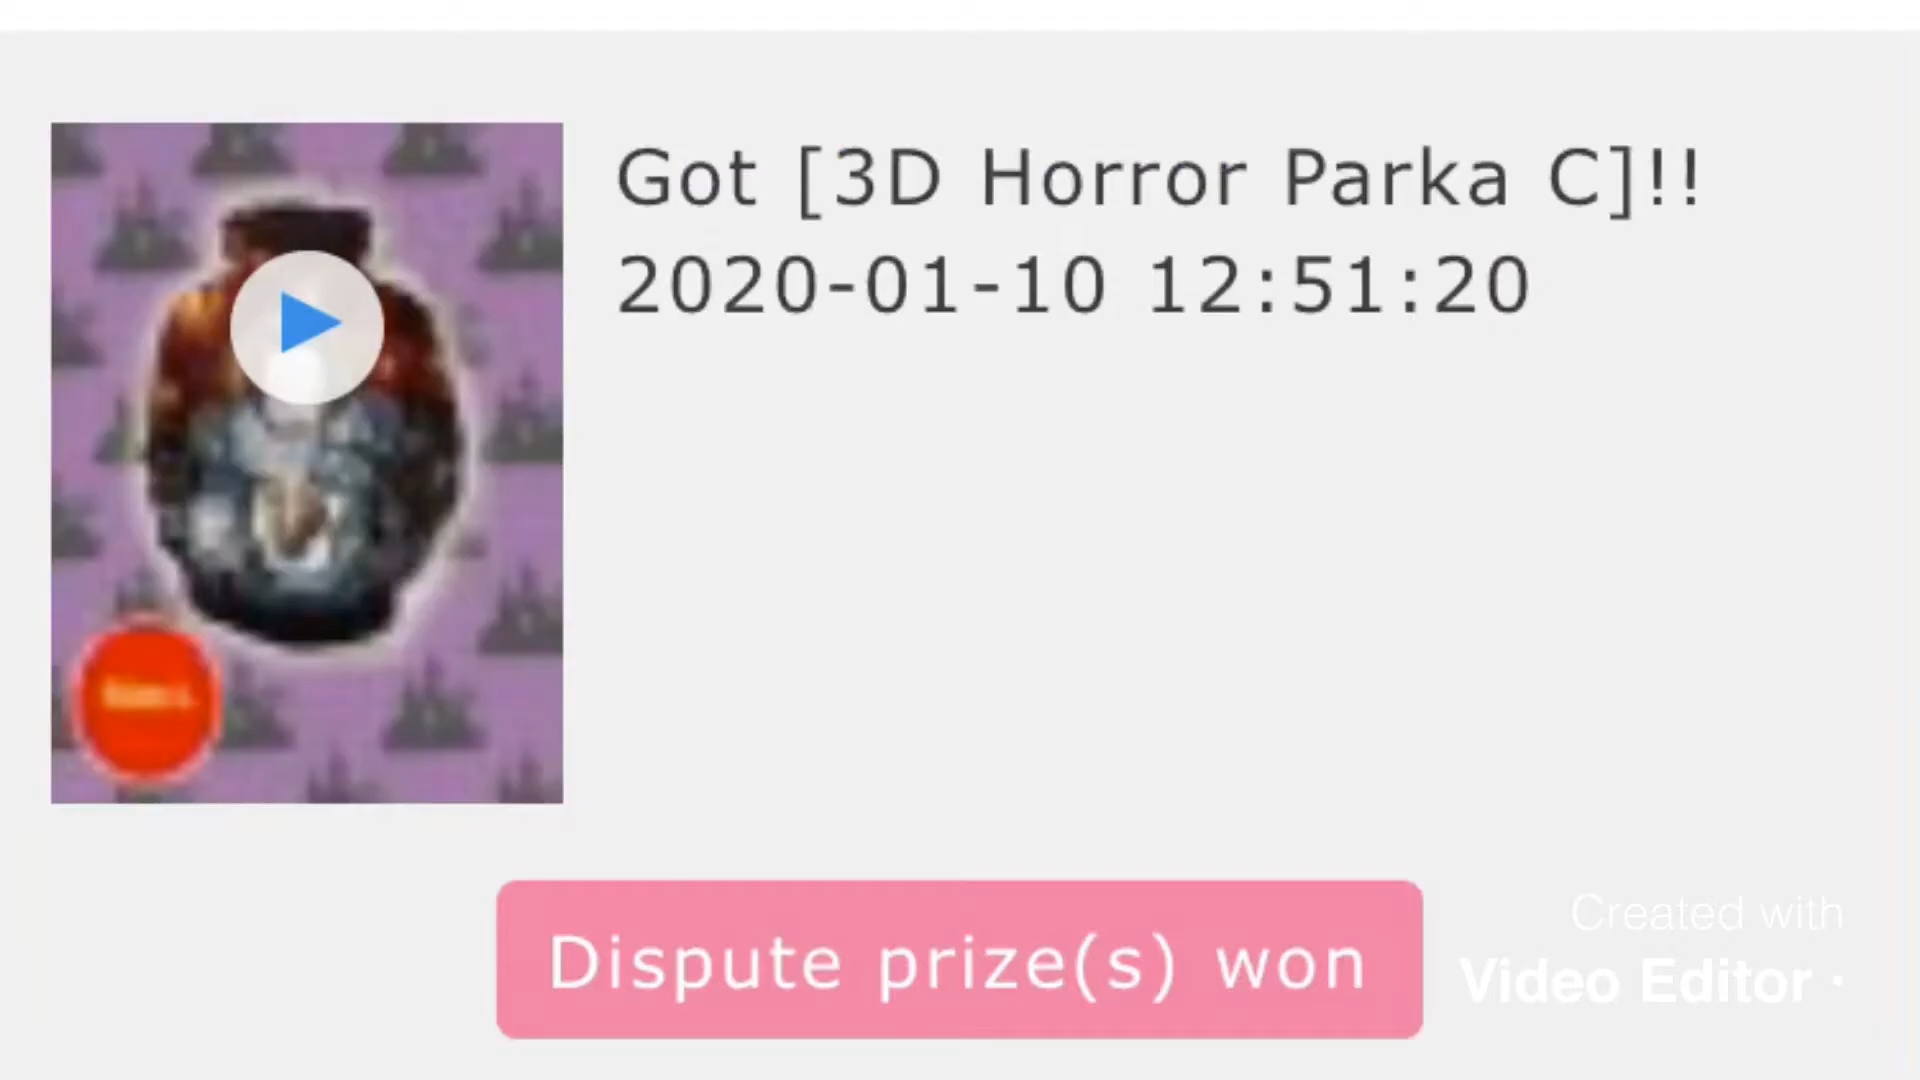 Got [3D Horror Parka C]!!
2020-01-10 12:51:20
Dispute prize(s) won
Created with
Video Editor ·